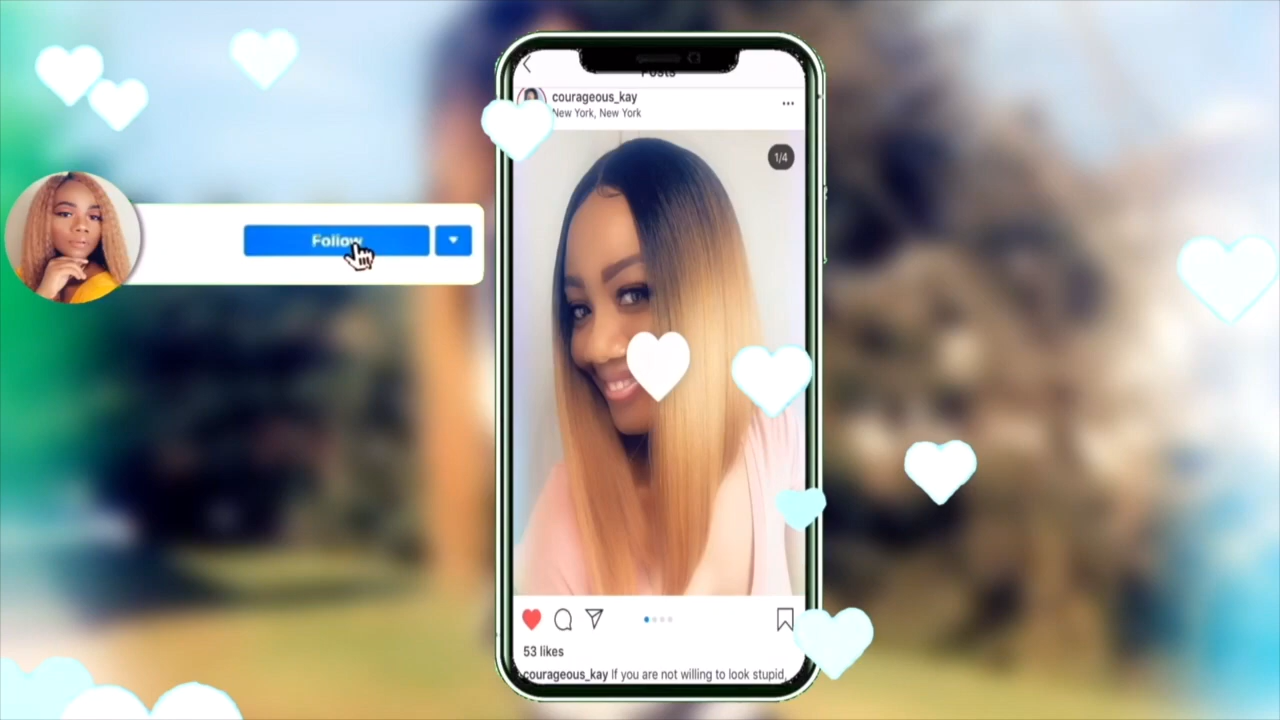 Posts
courageous_kay
New York, New York
1/4
Follow
53 likes
courageous_kay If you are not willing to look stupid,